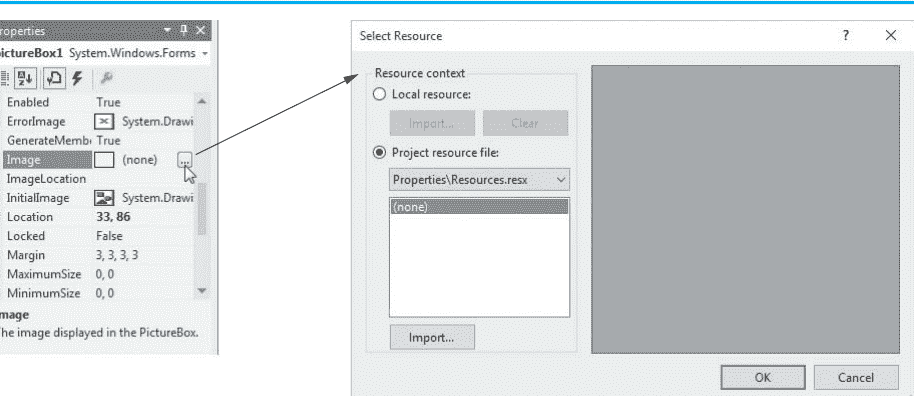 roperties
ictureBox1 System.Windows.Forms
Enabled True
ErrorImage System.Drawi
GenerateMemb True
Image (none) ...
ImageLocation
InitialImage System.Drawi
Location 33, 86
Locked False
Margin 3, 3, 3, 3
MaximumSize 0, 0
MinimumSize 0, 0
mage
he image displayed in the PictureBox.
Select Resource ?
Resource context
Local resource:
Import... Clear
Project resource file:
Properties\Resources.resx
(none)
Import...
OK Cancel